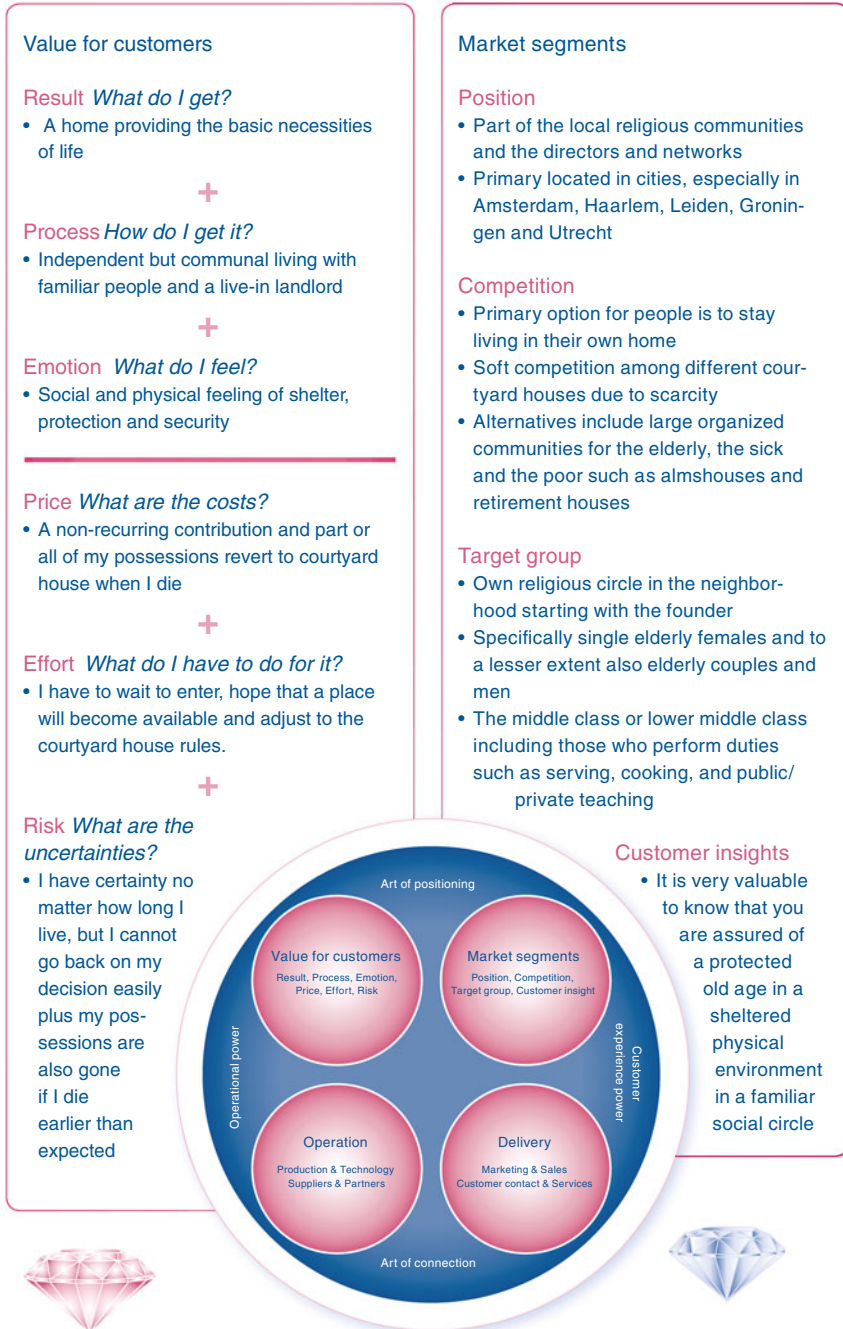 Value for customers
Result What do I get?
• A home providing the basic necessities
of life
+
Process How do I get it?
• Independent but communal living with
familiar people and a live-in landlord
+
Emotion What do I feel?
• Social and physical feeling of shelter,
protection and security
Price What are the costs?
• A non-recurring contribution and part or
all of my possessions revert to courtyard
house when I die
+
Effort What do I have to do for it?
• I have to wait to enter, hope that a place
will become available and adjust to the
courtyard house rules.
+
Risk What are the
uncertainties?
• I have certainty no
matter how long I
live, but I cannot
go back on my
decision easily
plus my pos-
sessions are
also gone
if I die
earlier than
expected
Market segments
Position
• Part of the local religious communities
and the directors and networks
• Primary located in cities, especially in
Amsterdam, Haarlem, Leiden, Gronin-
gen and Utrecht
Competition
• Primary option for people is to stay
living in their own home
• Soft competition among different cour-
tyard houses due to scarcity
• Alternatives include large organized
communities for the elderly, the sick
and the poor such as almshouses and
retirement houses
Target group
• Own religious circle in the neighbor-
hood starting with the founder
• Specifically single elderly females and to
a lesser extent also elderly couples and
men
• The middle class or lower middle class
including those who perform duties
such as serving, cooking, and public/
private teaching
Customer insights
• It is very valuable
to know that you
are assured of
a protected
old age in a
sheltered
physical
environment
in a familiar
social circle
Art of positioning
Value for customers
Result, Process, Emotion,
Price, Effort, Risk
Market segments
Position, Competition,
Target group, Customer insight
Operational power
Customer
experience power
Operation
Production & Technology
Suppliers & Partners
Delivery
Marketing & Sales
Customer contact & Services
Art of connection